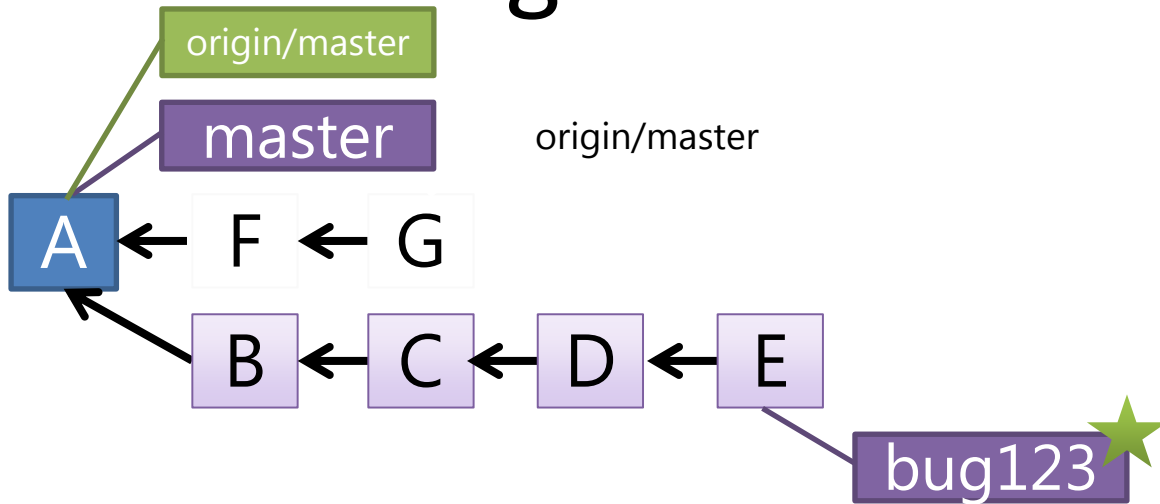 g
origin/master
master
origin/master
A F G
B C D E
bug123